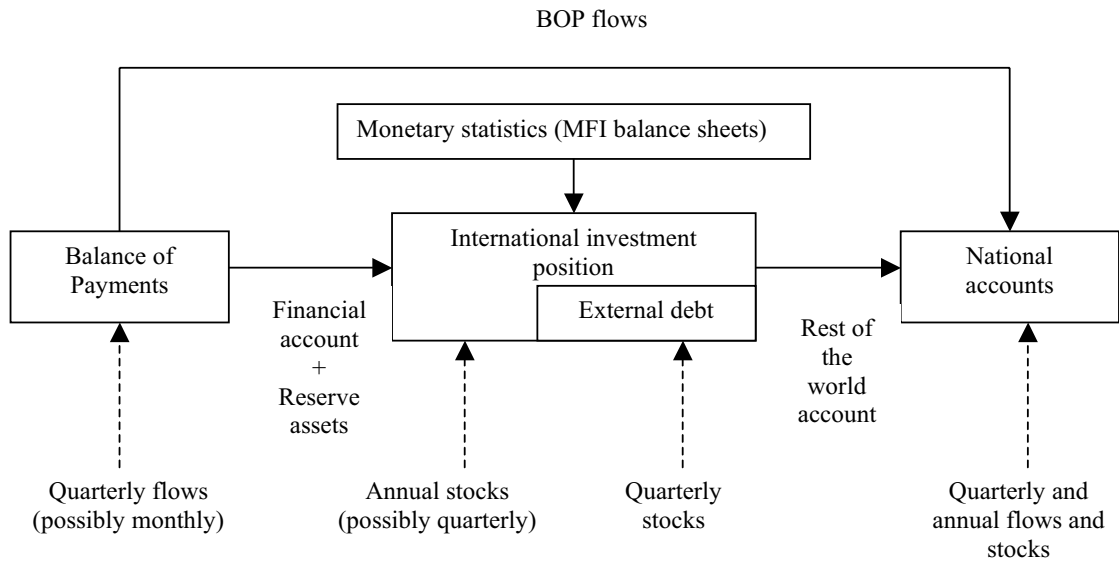 BOP flows
Monetary statistics (MFI balance sheets)
Balance of
Payments
International investment
position
External debt
National
accounts
Financial
account
+
Reserve
assets
Rest of
the
world
account
Quarterly flows
(possibly monthly)
Annual stocks
(possibly quarterly)
Quarterly
stocks
Quarterly and
annual flows and
stocks